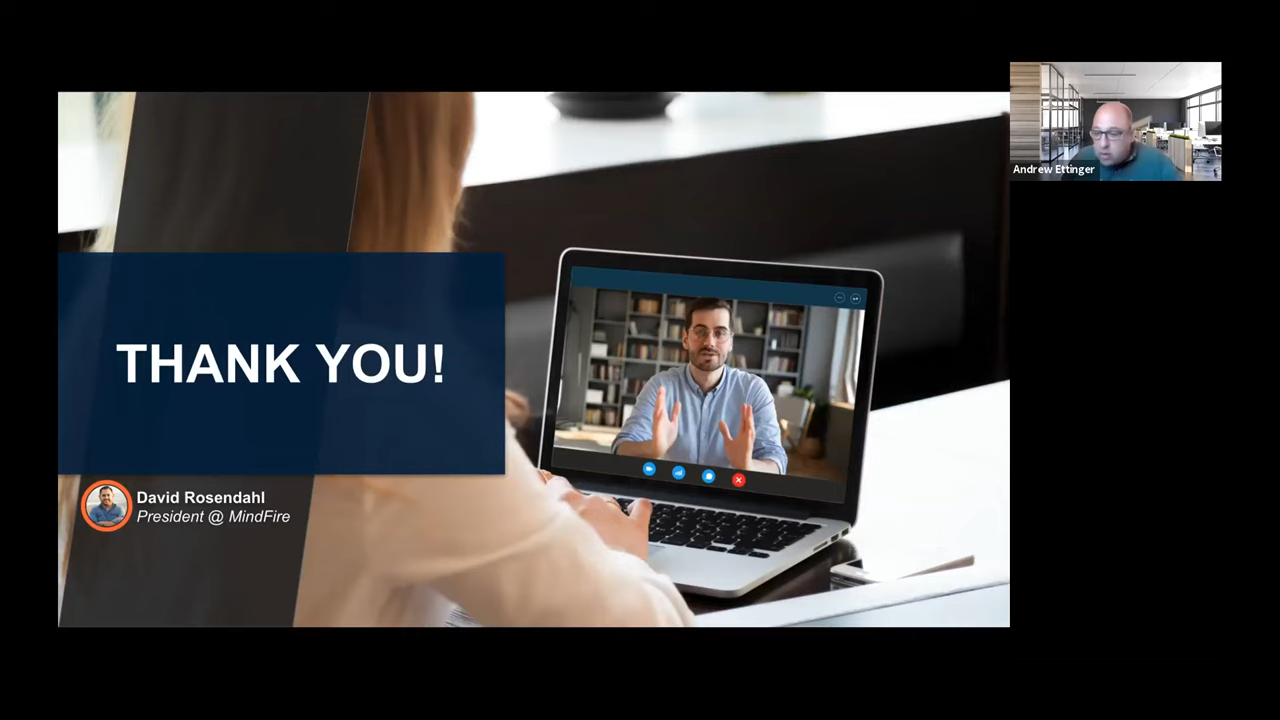 Andrew Ettinger
THANK YOU!
David Rosendahl
President @ MindFire